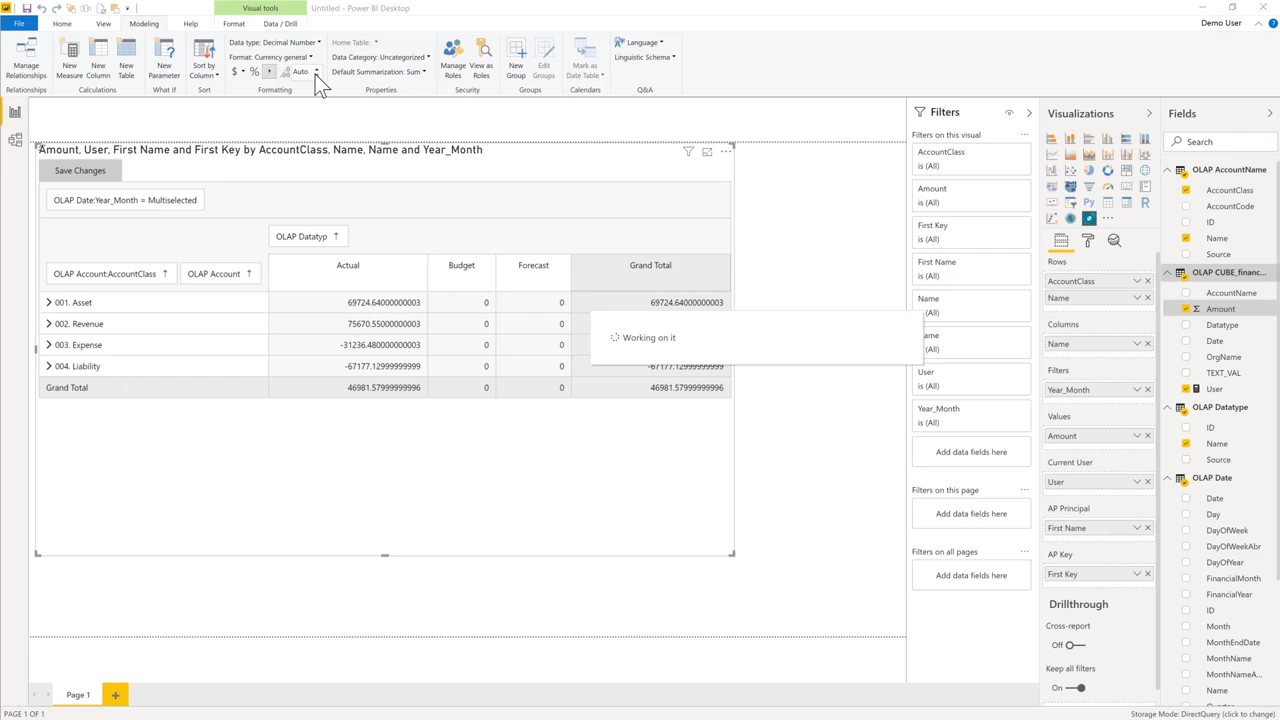 Visual tools
Untitled - Power BI Desktop
File
Home
View
Modeling
Help
Format
Data / Drill
Demo User
Manage
Relationships
New
Measure
New
Column
New
Table
New
Parameter
Sort by
Column
Data type: Decimal Number
Format: Currency general
$ % , Auto
Home Table:
Data Category: Uncategorized
Default Summarization: Sum
Manage
Roles
View as
Roles
New
Group
Edit
Groups
Mark as
Date Table
Language
Linguistic Schema
Relationships
Calculations
What If
Sort
Formatting
Properties
Security
Groups
Calendars
Q&A
Amount, User, First Name and First Key by AccountClass, Name, Name and Year_Month
Save Changes
OLAP Date:Year_Month = Multiselected
OLAP Datatyp ↑
OLAP Account:AccountClass ↑ OLAP Account ↑
Actual Budget Forecast Grand Total
001. Asset 69724.64000000003 0 0 69724.640000000003
002. Revenue 75670.55000000003 0 0
003. Expense -31236.480000000003 0 0
004. Liability -67177.12999999999 0 0 -67177.12999999999
Grand Total 46981.57999999996 0 0 46981.57999999996
Working on it
Filters
Filters on this visual
AccountClass
is (All)
Amount
is (All)
First Key
is (All)
First Name
is (All)
Name
is (All)
is (All)
User
is (All)
Year_Month
is (All)
Add data fields here
Filters on this page
Add data fields here
Filters on all pages
Add data fields here
Visualizations
Py
R
Rows
AccountClass
Name
Columns
Name
Filters
Year_Month
Values
Amount
Current User
User
AP Principal
First Name
AP Key
First Key
Drillthrough
Cross-report
Off
Keep all filters
On
Fields
Search
OLAP AccountName
AccountClass
AccountCode
ID
Name
Source
OLAP CUBE_financ...
AccountName
Amount
Datatype
Date
OrgName
TEXT_VAL
User
OLAP Datatype
ID
Name
Source
OLAP Date
Date
Day
DayOfWeek
DayOfWeekAbr
DayOfYear
FinancialMonth
FinancialYear
ID
Month
MonthEndDate
MonthName
MonthNameA...
Name
Page 1
PAGE 1 OF 1
Storage Mode: DirectQuery (click to change)